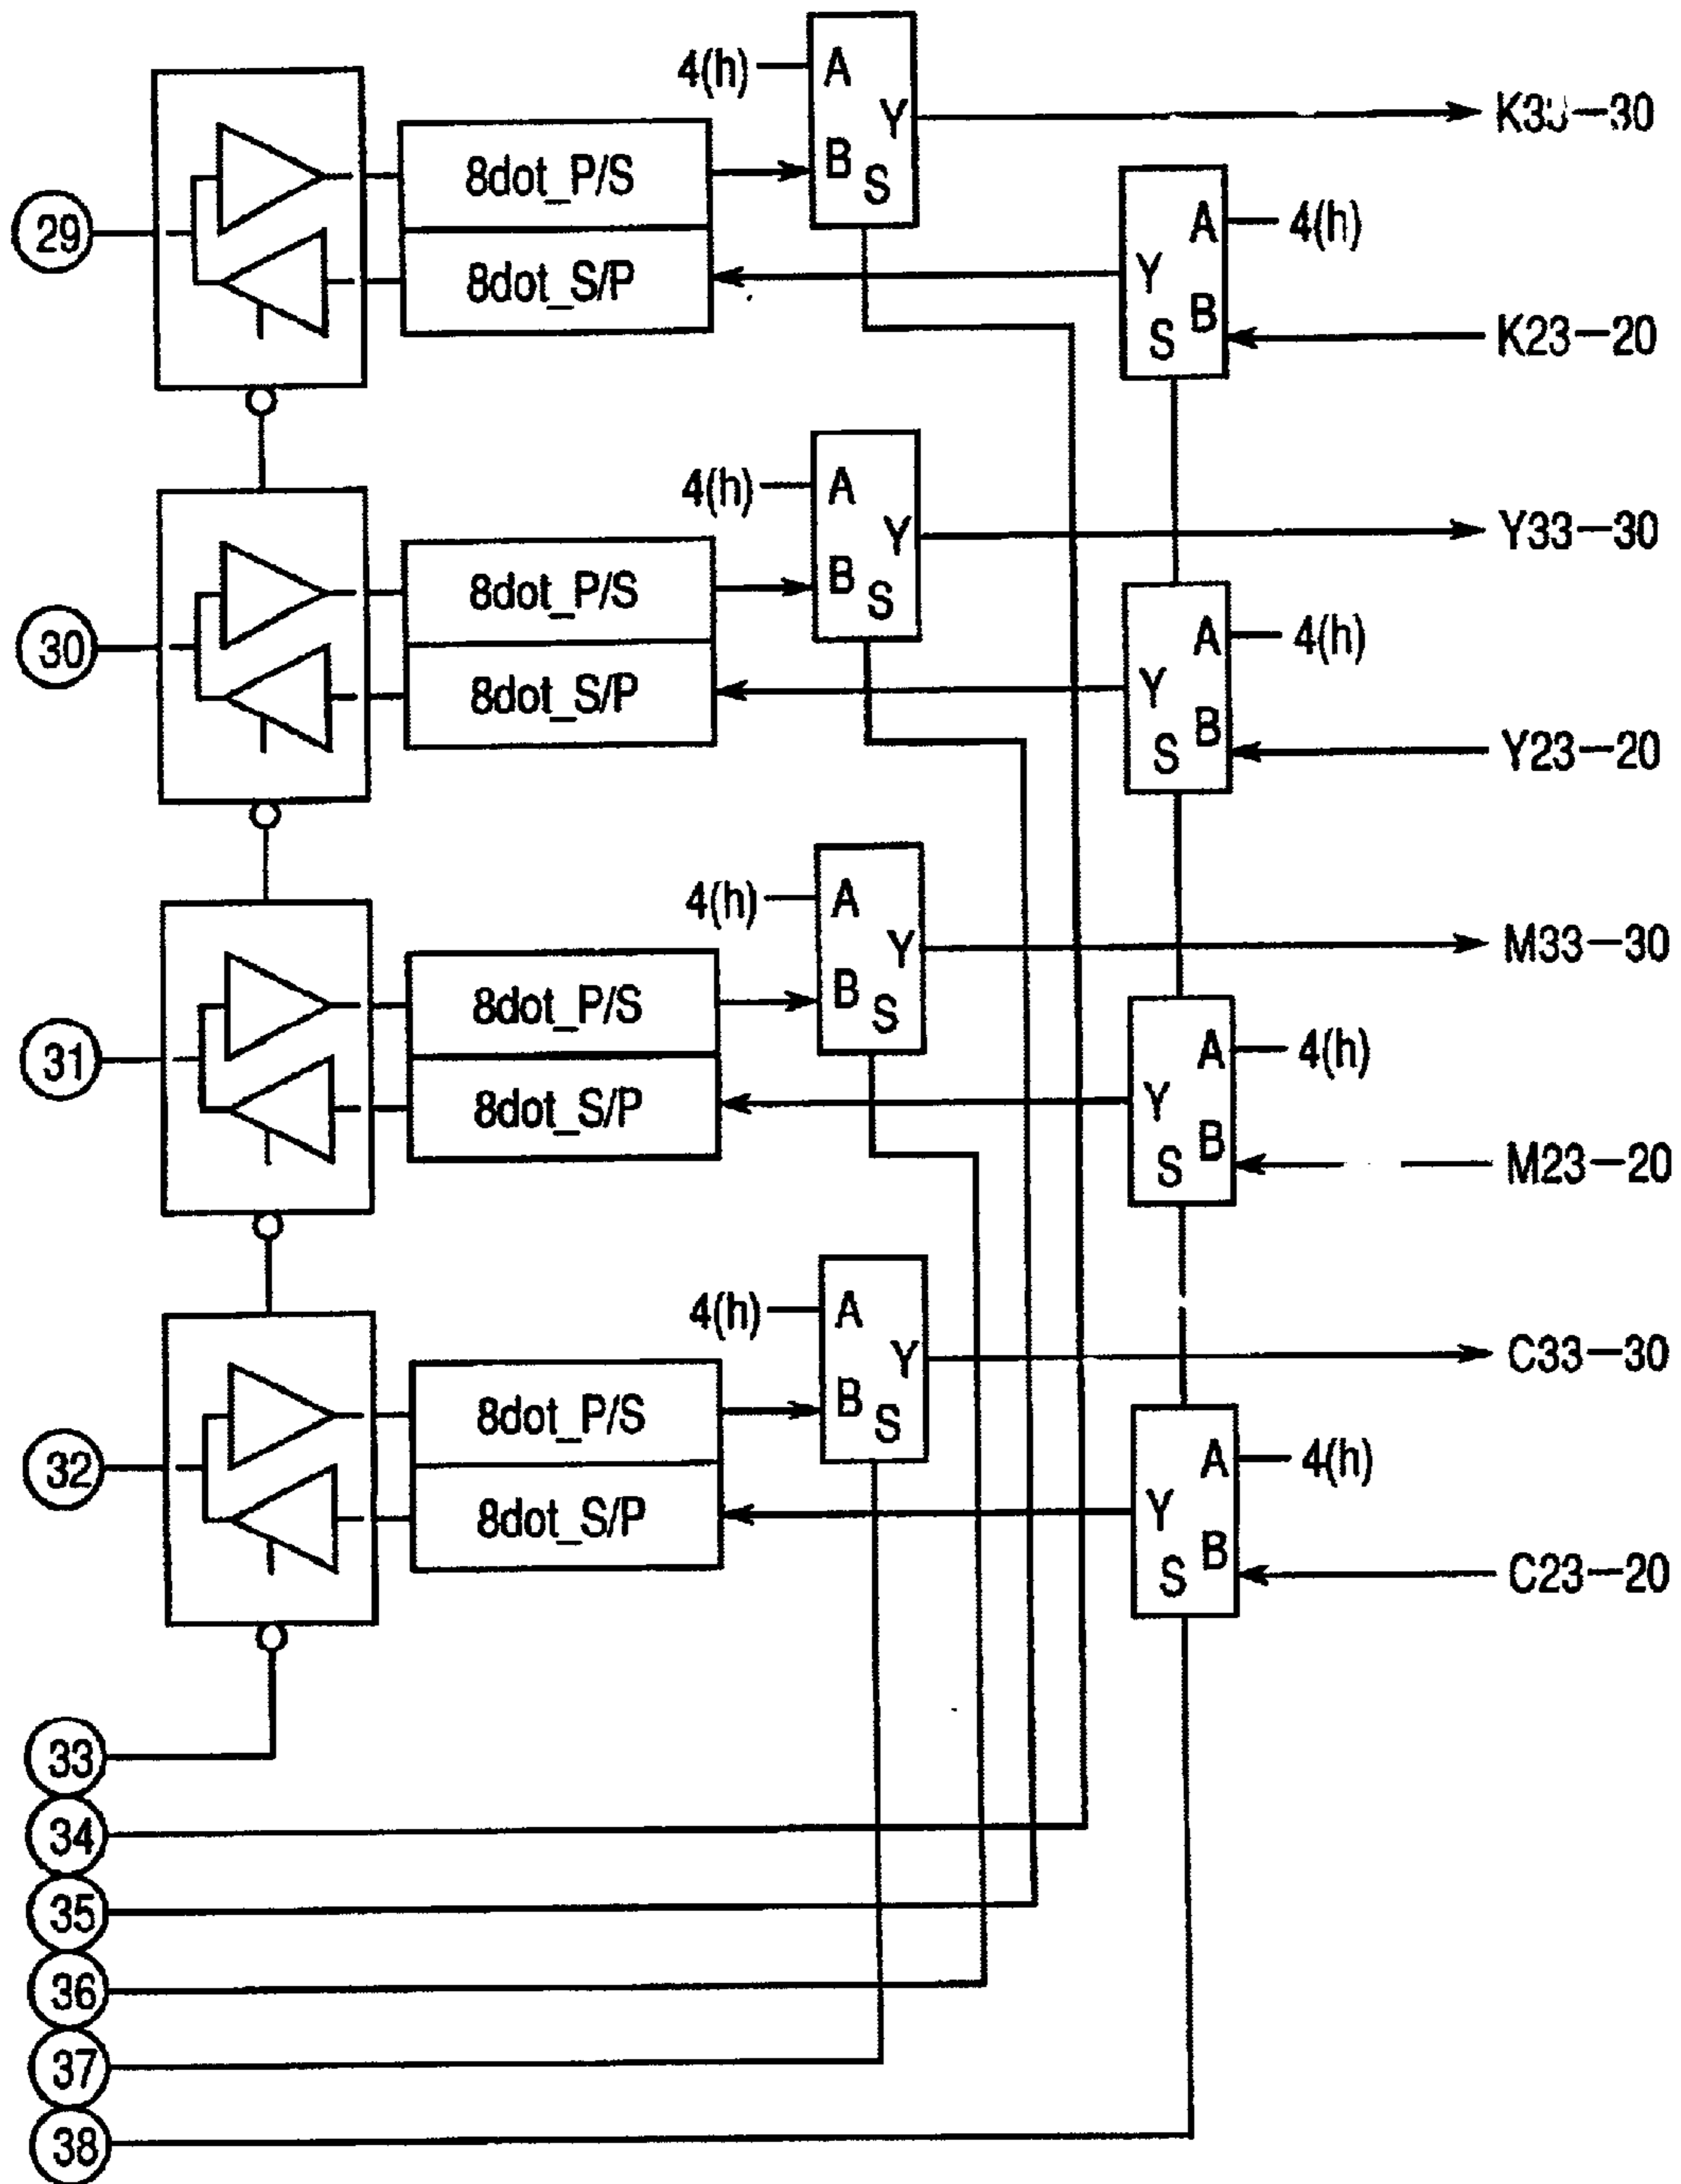 4(h) A
Y
B
S
K33—30
29
8dot_P/S
8dot_S/P
A 4(h)
Y
B
S
K23—20
4(h) A
Y
B
S
Y33—30
30
8dot_P/S
8dot_S/P
A 4(h)
Y
B
S
Y23—20
4(h) A
Y
B
S
M33—30
31
8dot_P/S
8dot_S/P
A 4(h)
Y
B
S
M23—20
4(h) A
Y
B
S
C33—30
32
8dot_P/S
8dot_S/P
A 4(h)
Y
B
S
C23—20
33
34
35
36
37
38